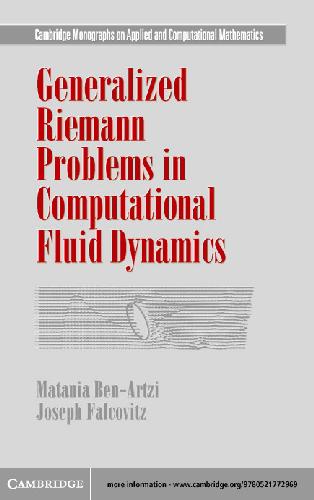 Cambridge Monographs on Applied and Computational Mathematics
Generalized
Riemann
Problems in
Computational
Fluid Dynamics
Matania Ben-Artzi
Joseph Falcovitz
CAMBRIDGE
more information - www.cambridge.org/9780521772969